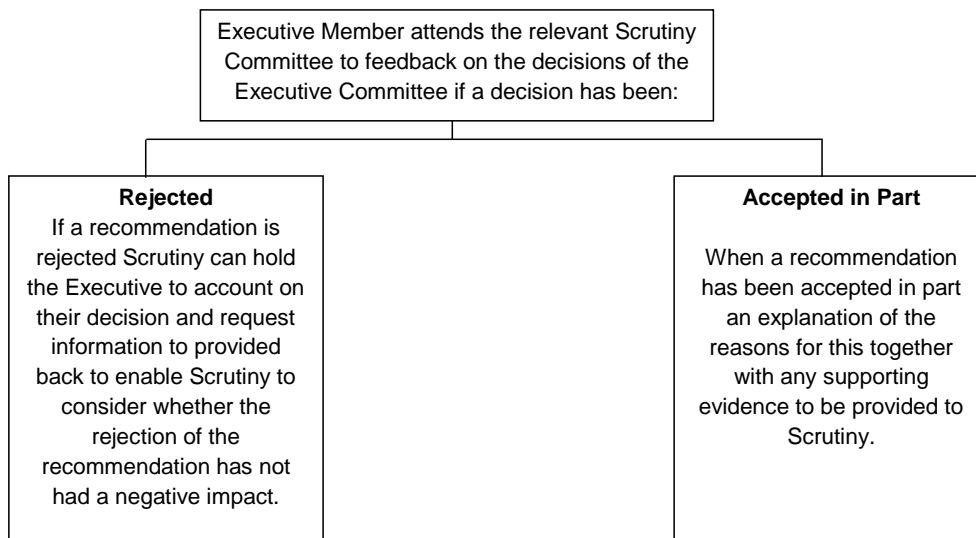 Executive Member attends the relevant Scrutiny
Committee to feedback on the decisions of the
Executive Committee if a decision has been:
Rejected
If a recommendation is
rejected Scrutiny can hold
the Executive to account on
their decision and request
information to provided
back to enable Scrutiny to
consider whether the
rejection of the
recommendation has not
had a negative impact.
Accepted in Part
When a recommendation
has been accepted in part
an explanation of the
reasons for this together
with any supporting
evidence to be provided to
Scrutiny.